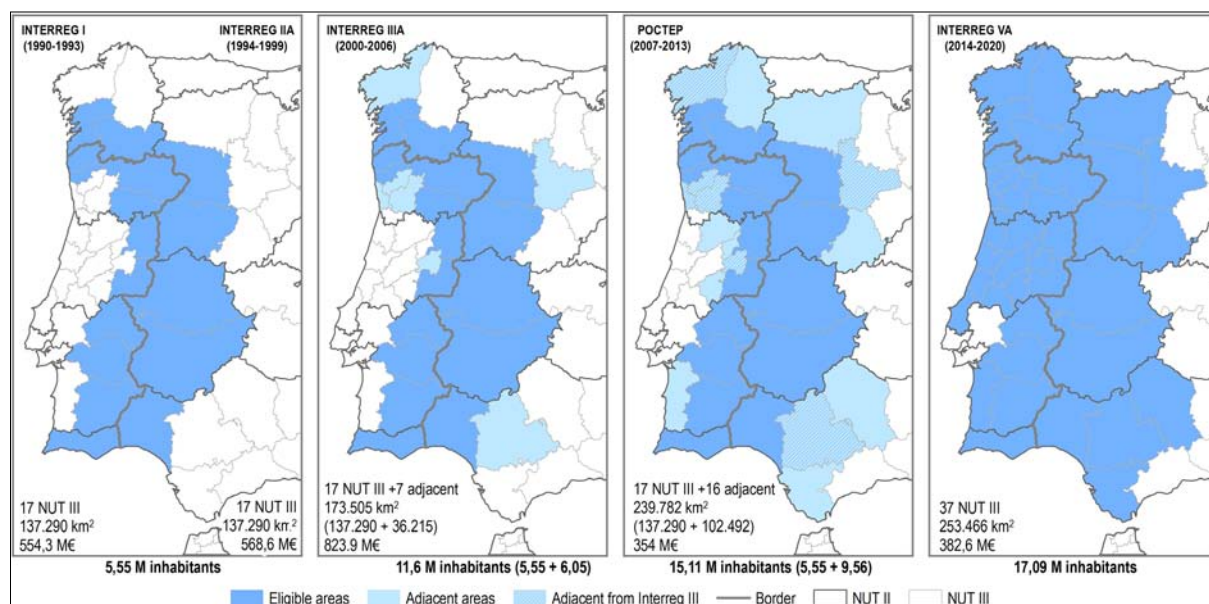 INTERREG I
(1990-1993)
INTERREG IIA
(1994-1999)
17 NUT III
137.290 km²
554,3 M€
17 NUT III
137.290 km²
568,6 M€
5,55 M inhabitants
INTERREG IIIA
(2000-2006)
17 NUT III +7 adjacent
173.505 km²
(137.290 + 36.215)
823.9 M€
11,6 M inhabitants (5,55 + 6,05)
POCTEP
(2007-2013)
17 NUT III +16 adjacent
239.782 km²
(137.290 + 102.492)
354 M€
15,11 M inhabitants (5,55 + 9,56)
INTERREG VA
(2014-2020)
37 NUT III
253.466 km²
382,6 M€
17,09 M inhabitants
Eligible areas Adjacent areas Adjacent from Interreg III Border NUT II NUT III